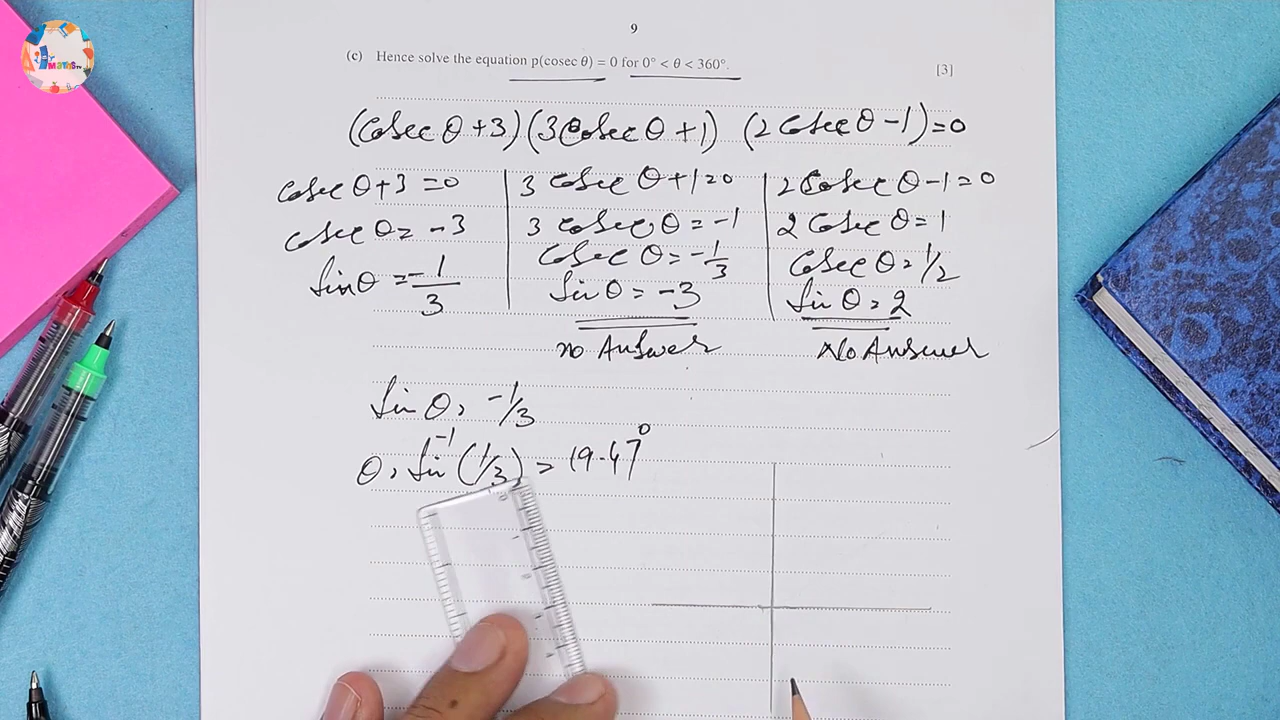 9
(c) Hence solve the equation p(cosec θ) = 0 for 0° < θ < 360°. [3]
(cosec θ + 3) (3 cosec θ + 1) (2 cosec θ - 1) = 0
cosec θ + 3 = 0 | 3 cosec θ + 1 = 0 | 2 cosec θ - 1 = 0
cosec θ = -3 | 3 cosec θ = -1 | 2 cosec θ = 1
cosec θ = -1/3 | cosec θ = 1/2
sin θ = -1/3 | sin θ = -3 | sin θ = 2
no Answer No Answer
sin θ = -1/3
θ = sin⁻¹ (1/3) = 19.47°